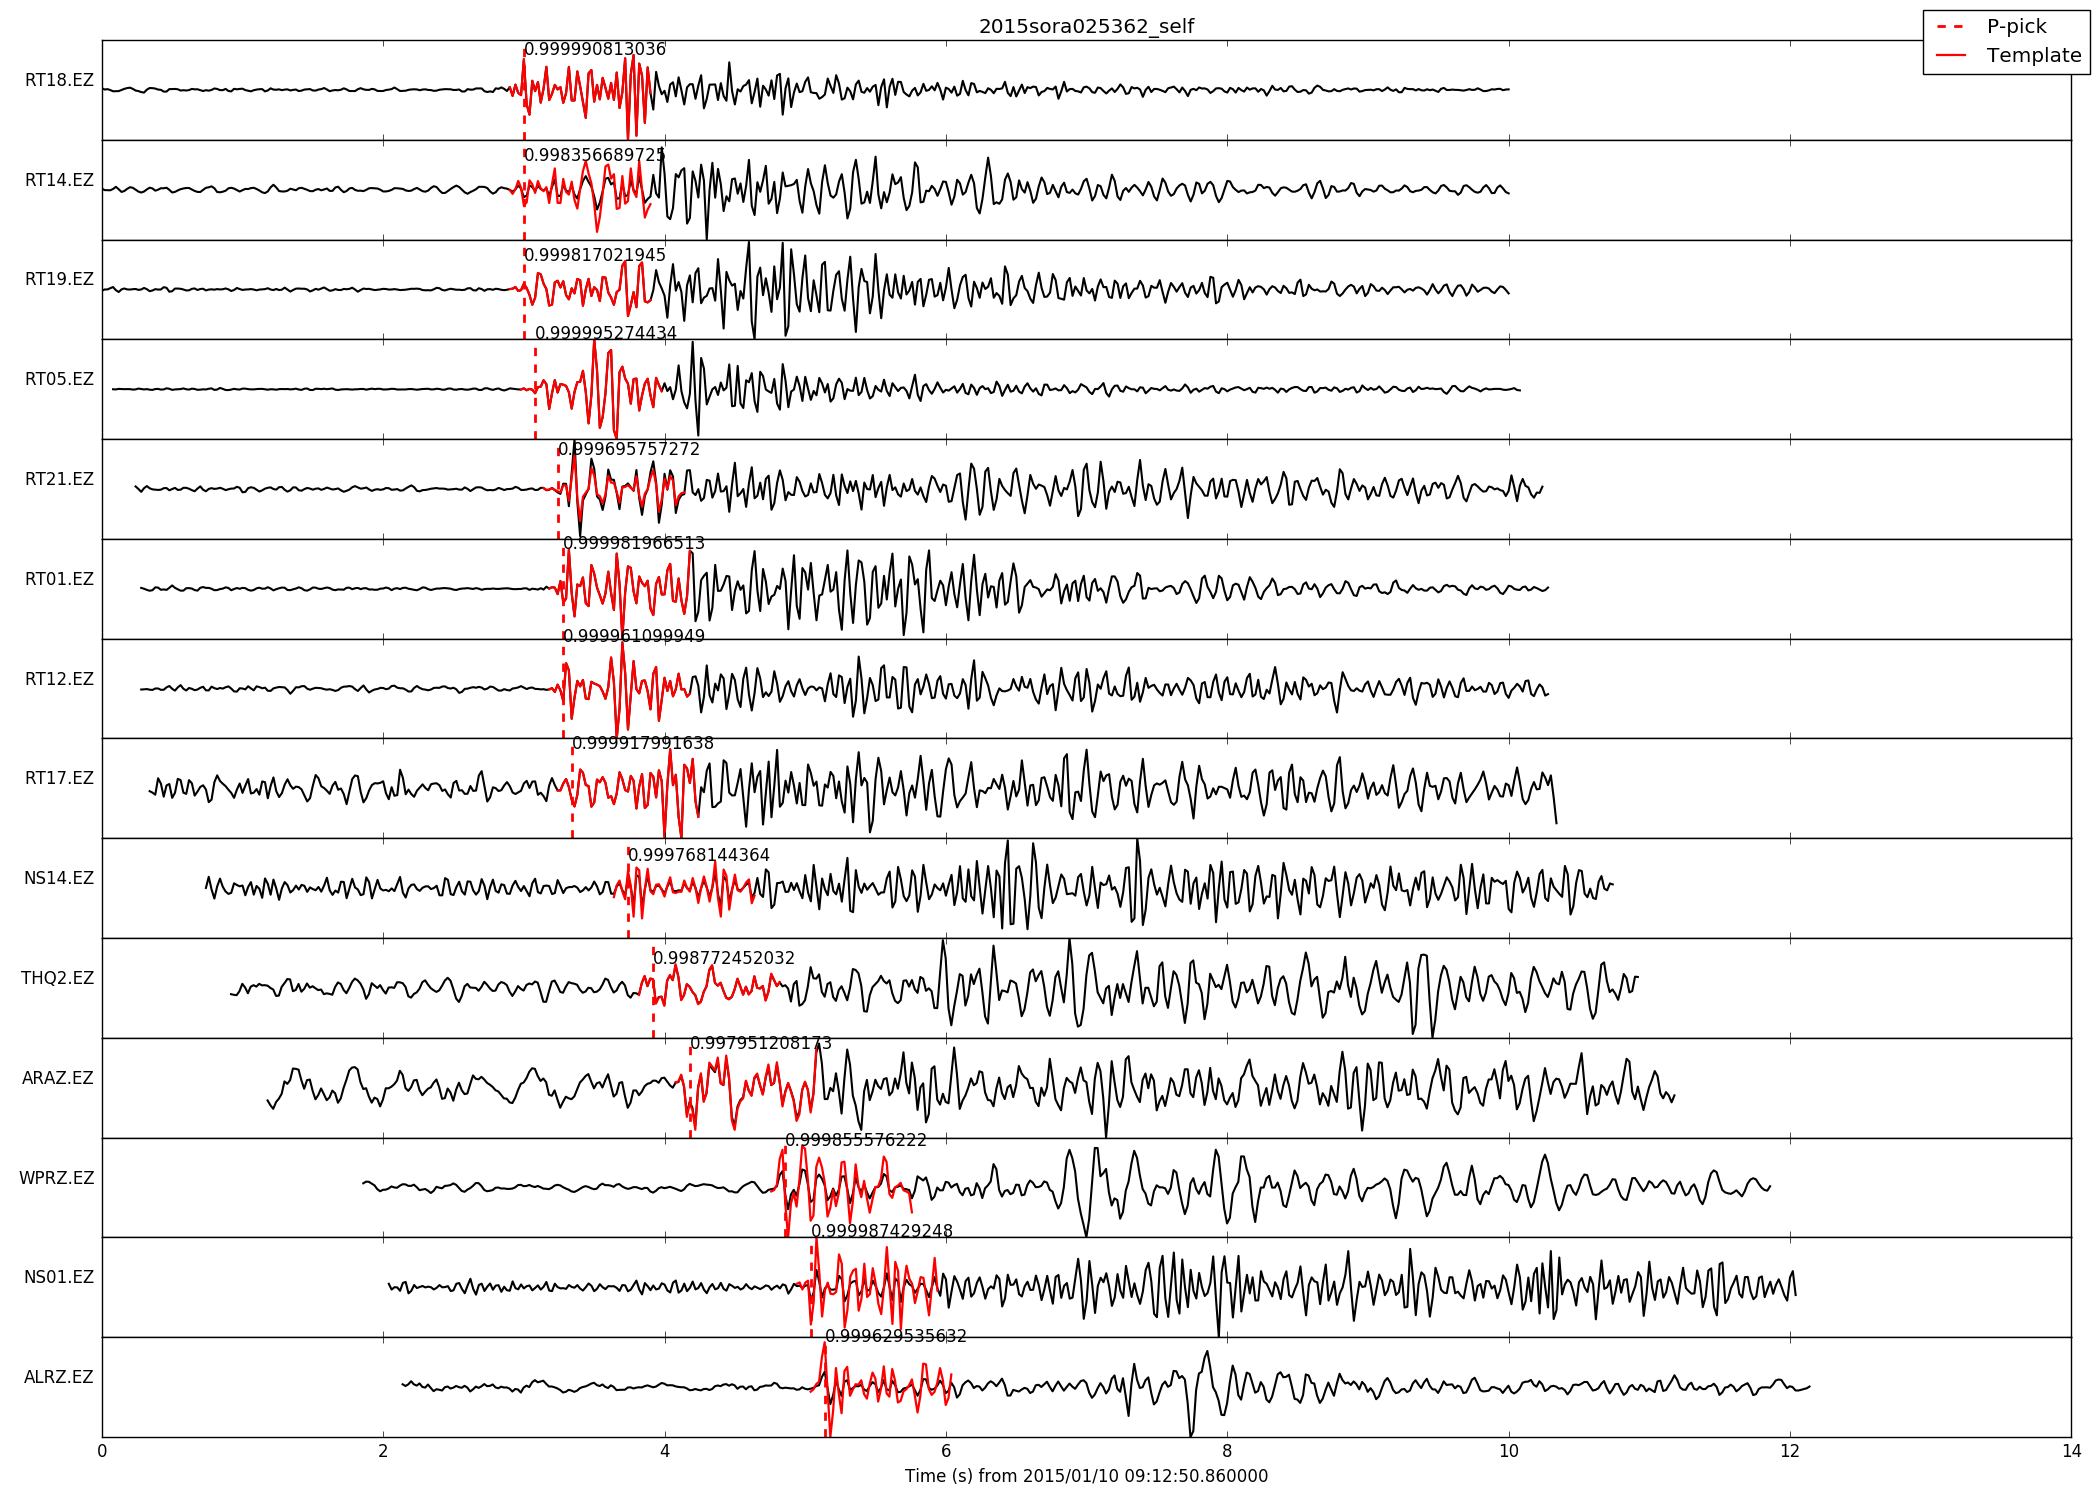 2015sora025362_self
P-pick
Template
RT18.EZ
0.999990813036
RT14.EZ
0.998356689725
RT19.EZ
0.999817021945
RT05.EZ
0.999995274434
RT21.EZ
0.999695757272
RT01.EZ
0.999981966513
RT12.EZ
0.999961099949
RT17.EZ
0.999917991638
NS14.EZ
0.999768144364
THQ2.EZ
0.998772452032
ARAZ.EZ
0.997951208173
WPRZ.EZ
0.999855576222
NS01.EZ
0.999987429248
ALRZ.EZ
0.999629535632
0 2 4 6 8 10 12 14
Time (s) from 2015/01/10 09:12:50.860000